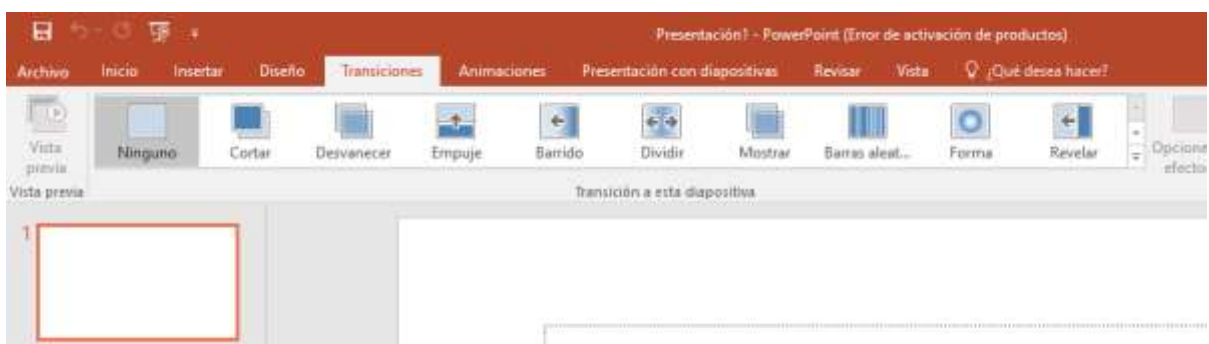 Presentación1 - PowerPoint (Error de activación de productos)
Archivo Inicio Insertar Diseño Transiciones Animaciones Presentación con diapositivas Revisar Vista ¿Qué desea hacer?
Vista previa
Ninguno Cortar Desvanecer Empuje Barrido Dividir Mostrar Barras aleat... Forma Revelar
Vista previa Transición a esta diapositiva
1